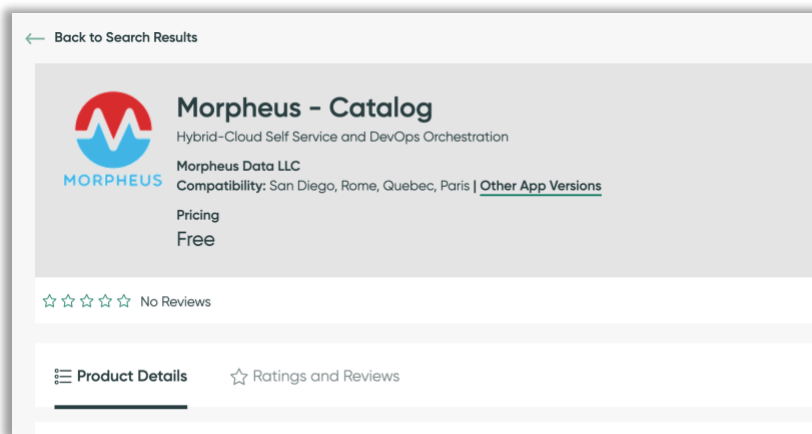 Back to Search Results
Morpheus - Catalog
Hybrid-Cloud Self Service and DevOps Orchestration
MORPHEUS
Morpheus Data LLC
Compatibility: San Diego, Rome, Quebec, Paris | Other App Versions
Pricing
Free
No Reviews
Product Details
Ratings and Reviews